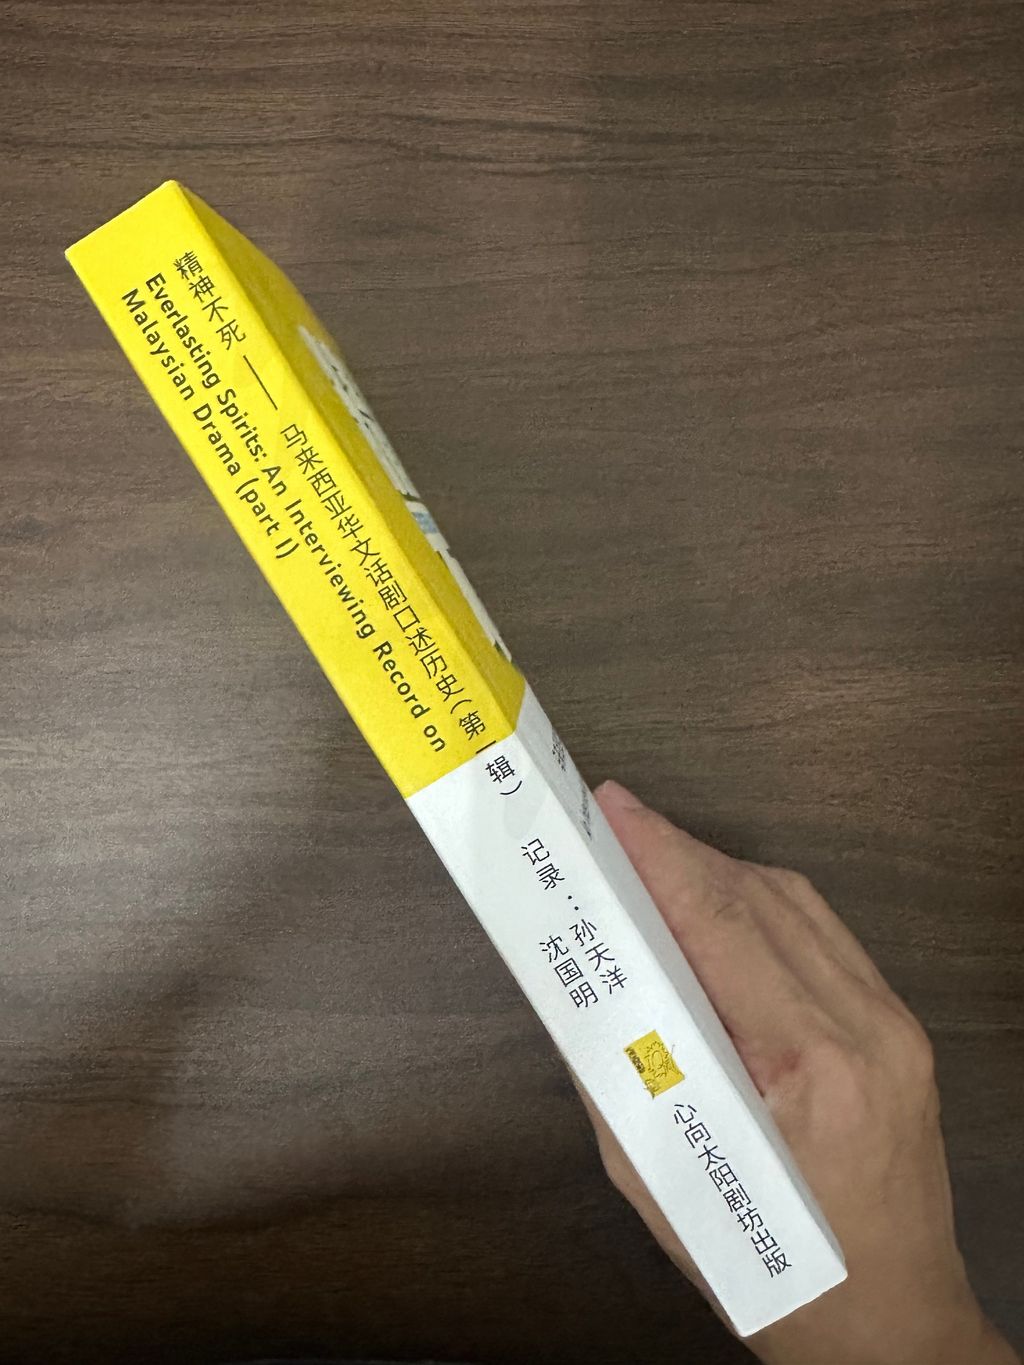 精神不死 —— 马来西亚华文话剧口述历史(第一辑)
Everlasting Spirits: An Interviewing Record on
Malaysian Drama (part I)
记录：孙天洋
沈国明
心向太阳剧坊出版